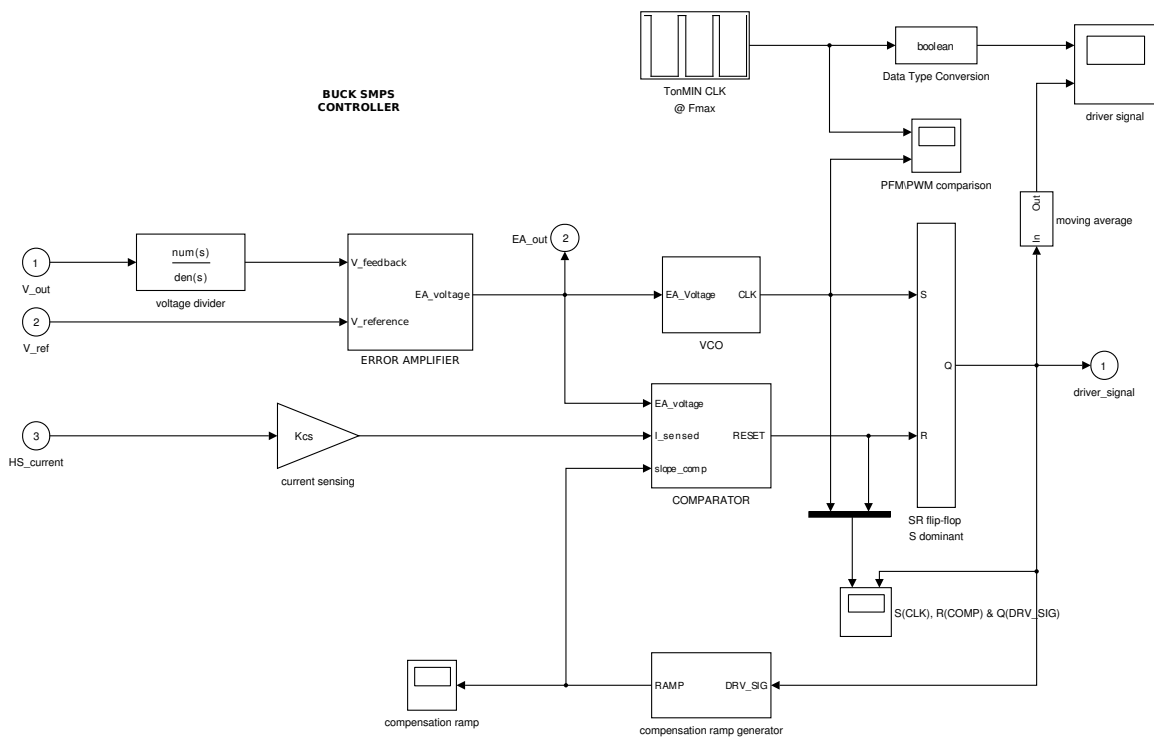 boolean
Data Type Conversion
driver signal
TonMIN CLK
@ Fmax
BUCK SMPS
CONTROLLER
PFM\PWM comparison
Out
In
moving average
EA_out
2
1
V_out
num(s)
den(s)
voltage divider
V_feedback
EA_voltage
V_reference
ERROR AMPLIFIER
2
V_ref
EA_Voltage
CLK
VCO
S
Q
R
SR flip-flop
S dominant
1
driver_signal
3
HS_current
Kcs
current sensing
EA_voltage
I_sensed
RESET
slope_comp
COMPARATOR
S(CLK), R(COMP) & Q(DRV_SIG)
compensation ramp
RAMP
DRV_SIG
compensation ramp generator